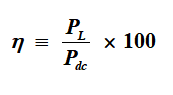 η ≡ P_L / P_dc × 100